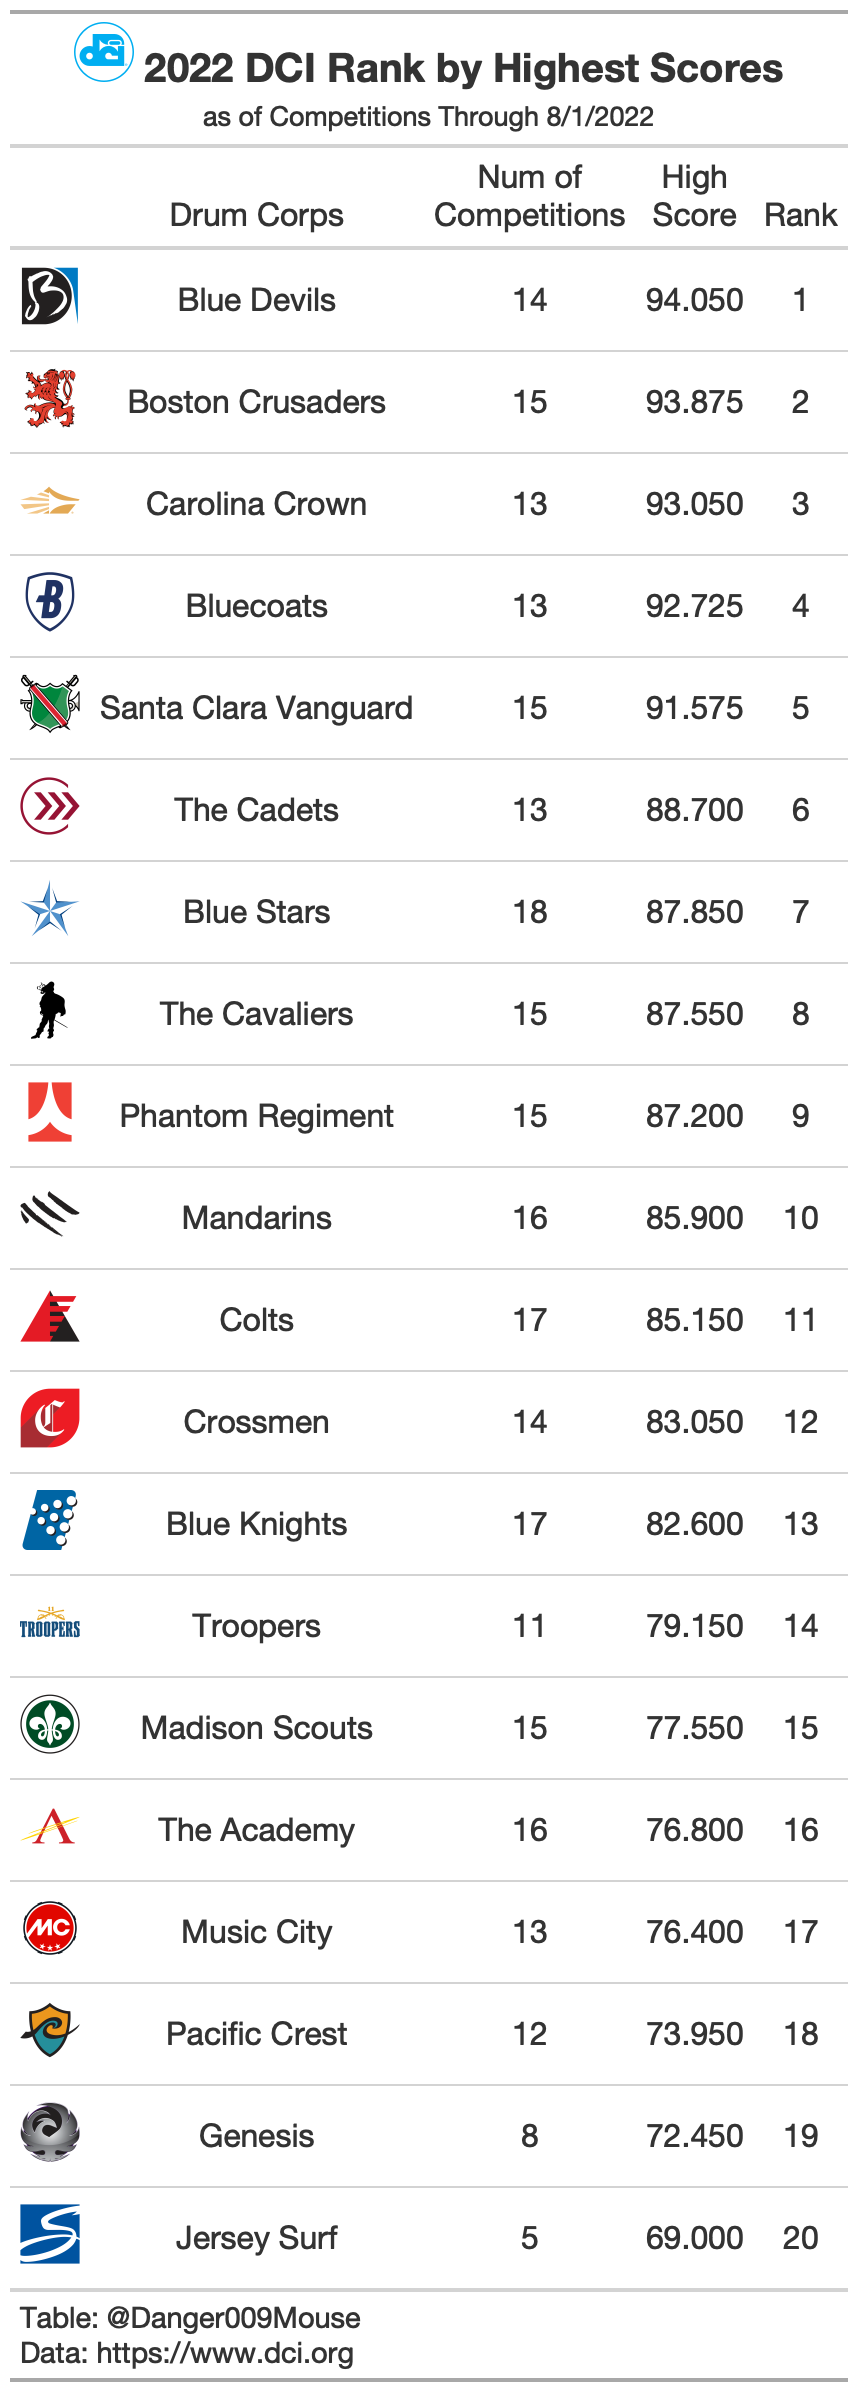 dci
2022 DCI Rank by Highest Scores
as of Competitions Through 8/1/2022
Drum Corps Num of Competitions High Score Rank
B Blue Devils 14 94.050 1
Boston Crusaders 15 93.875 2
Carolina Crown 13 93.050 3
B Bluecoats 13 92.725 4
Santa Clara Vanguard 15 91.575 5
The Cadets 13 88.700 6
Blue Stars 18 87.850 7
The Cavaliers 15 87.550 8
Phantom Regiment 15 87.200 9
Mandarins 16 85.900 10
Colts 17 85.150 11
C Crossmen 14 83.050 12
Blue Knights 17 82.600 13
TROOPERS Troopers 11 79.150 14
Madison Scouts 15 77.550 15
A The Academy 16 76.800 16
MC Music City 13 76.400 17
Pacific Crest 12 73.950 18
Genesis 8 72.450 19
S Jersey Surf 5 69.000 20
Table: @Danger009Mouse
Data: https://www.dci.org